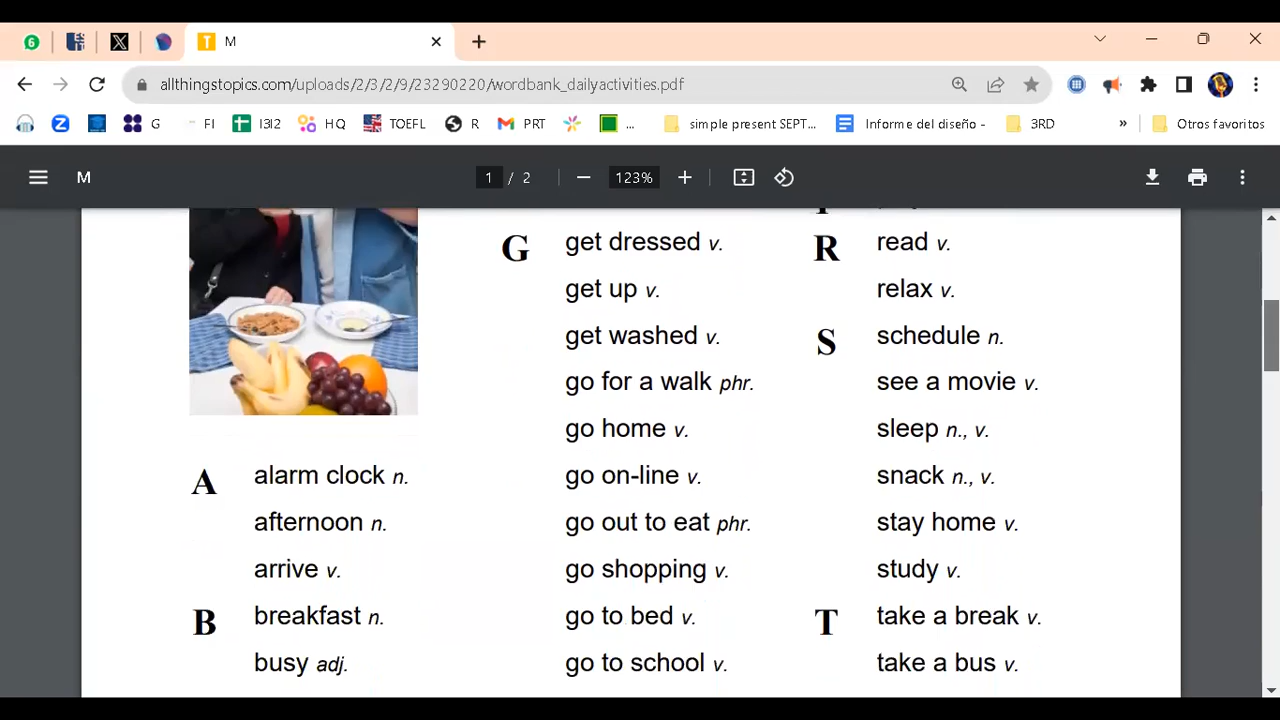 6
T
M
allthingstopics.com/uploads/2/3/2/9/23290220/wordbank_dailyactivities.pdf
G
FI
I3I2
HQ
TOEFL
R
PRT
...
simple present SEPT...
Informe del diseño -
3RD
»
Otros favoritos
M
1 / 2
123%
G
get dressed v.
get up v.
get washed v.
go for a walk phr.
go home v.
go on-line v.
go out to eat phr.
go shopping v.
go to bed v.
go to school v.
R
read v.
relax v.
S
schedule n.
see a movie v.
sleep n., v.
snack n., v.
stay home v.
study v.
T
take a break v.
take a bus v.
A
alarm clock n.
afternoon n.
arrive v.
B
breakfast n.
busy adj.